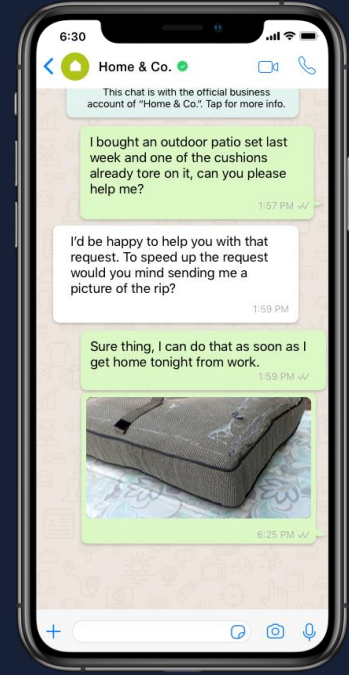 6:30
Home & Co.
This chat is with the official business
account of “Home & Co.”. Tap for more info.
I bought an outdoor patio set last
week and one of the cushions
already tore on it, can you please
help me?
1:57 PM
I’d be happy to help you with that
request. To speed up the request
would you mind sending me a
picture of the rip?
1:59 PM
Sure thing, I can do that as soon as I
get home tonight from work.
1:59 PM
6:25 PM